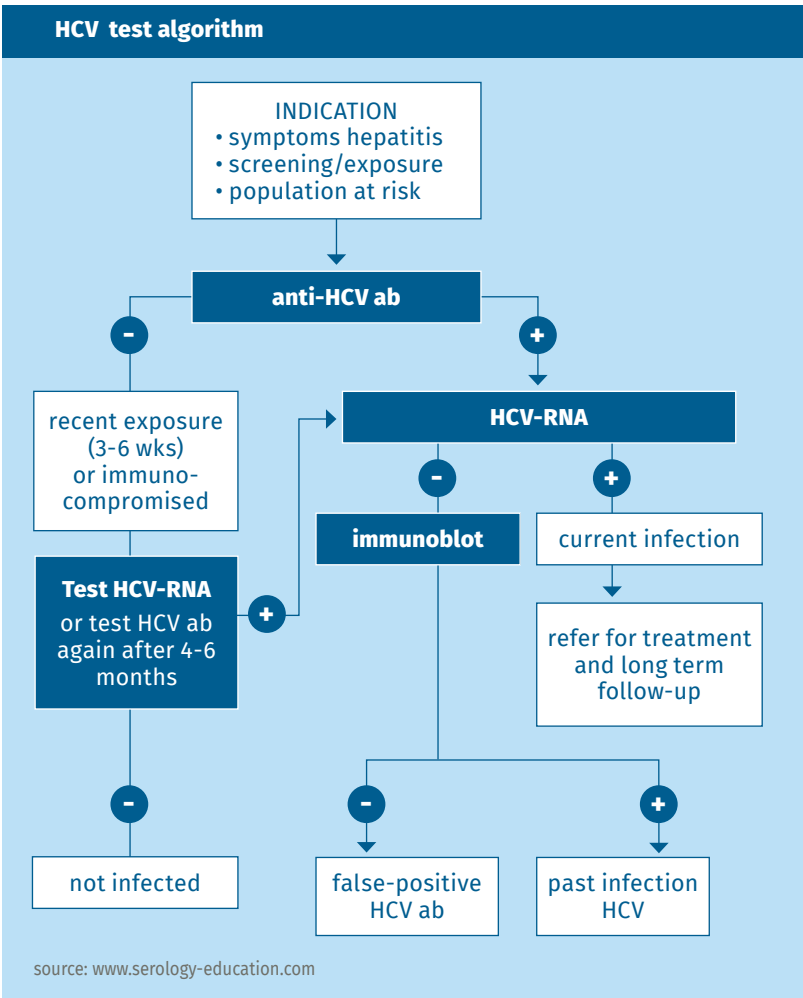 HCV test algorithm
INDICATION
• symptoms hepatitis
• screening/exposure
• population at risk
anti-HCV ab
-
+
recent exposure
(3-6 wks)
or immuno-
compromised
HCV-RNA
-
+
immunoblot
current infection
Test HCV-RNA
or test HCV ab
again after 4-6
months
+
refer for treatment
and long term
follow-up
-
-
+
not infected
false-positive
HCV ab
past infection
HCV
source: www.serology-education.com